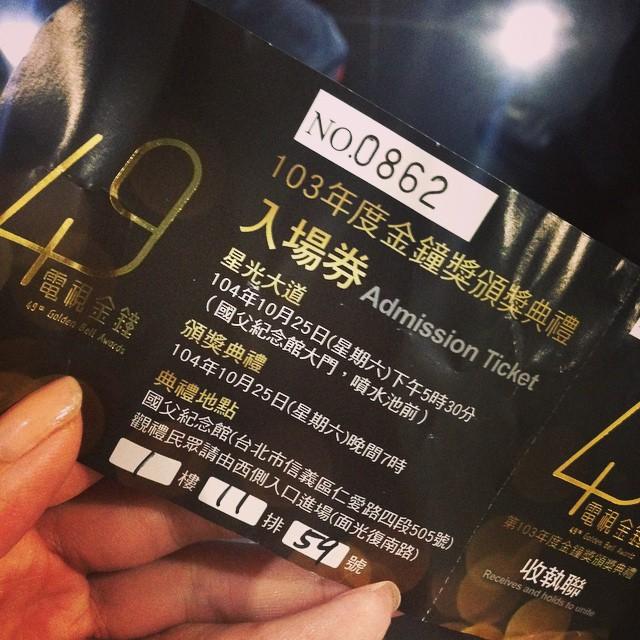 NO.0862
103年度金鐘獎頒獎典禮
入場券 Admission Ticket
49
電視金鐘
49th Golden Bell Awards
星光大道
104年10月25日(星期六)下午5時30分
(國父紀念館大門，噴水池前)
頒獎典禮
104年10月25日(星期六)晚間7時
典禮地點
國父紀念館(台北市信義區仁愛路四段505號)
觀禮民眾請由西側入口進場(面光復南路)
1樓 11排 59號
4
電視金鐘
49th Golden Bell
第103年度金鐘獎頒獎典禮
收執聯
Receives and holds to unite